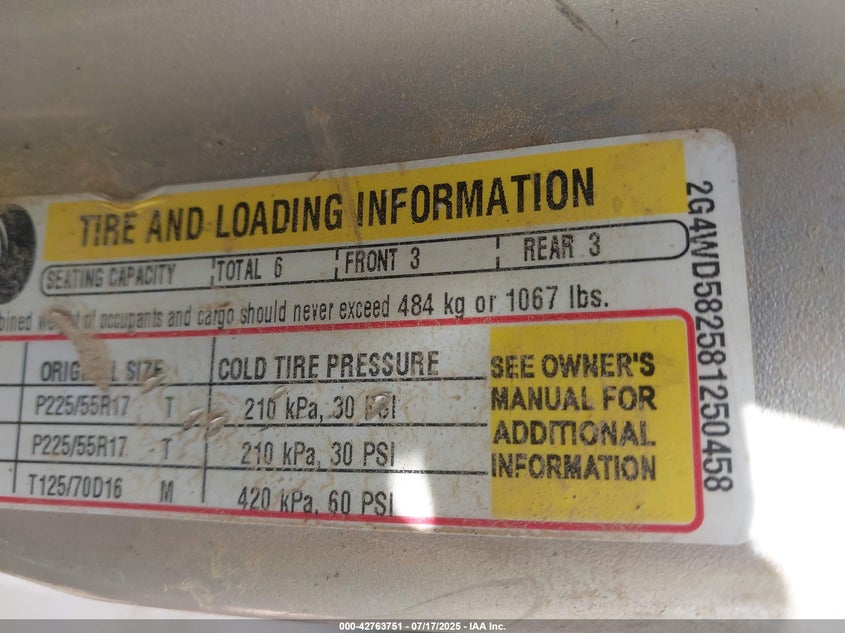 TIRE AND LOADING INFORMATION
SEATING CAPACITY TOTAL 6 FRONT 3 REAR 3
of occupants and cargo should never exceed 484 kg or 1067 lbs.
ORIGINAL SIZE COLD TIRE PRESSURE
P225/55R17 T 210 kPa, 30 PSI
P225/55R17 T 210 kPa, 30 PSI
T125/70D16 M 420 kPa, 60 PSI
SEE OWNER'S
MANUAL FOR
ADDITIONAL
INFORMATION
2G4WD582581250458
000-42763751 - 07/17/2025 - IAA Inc.